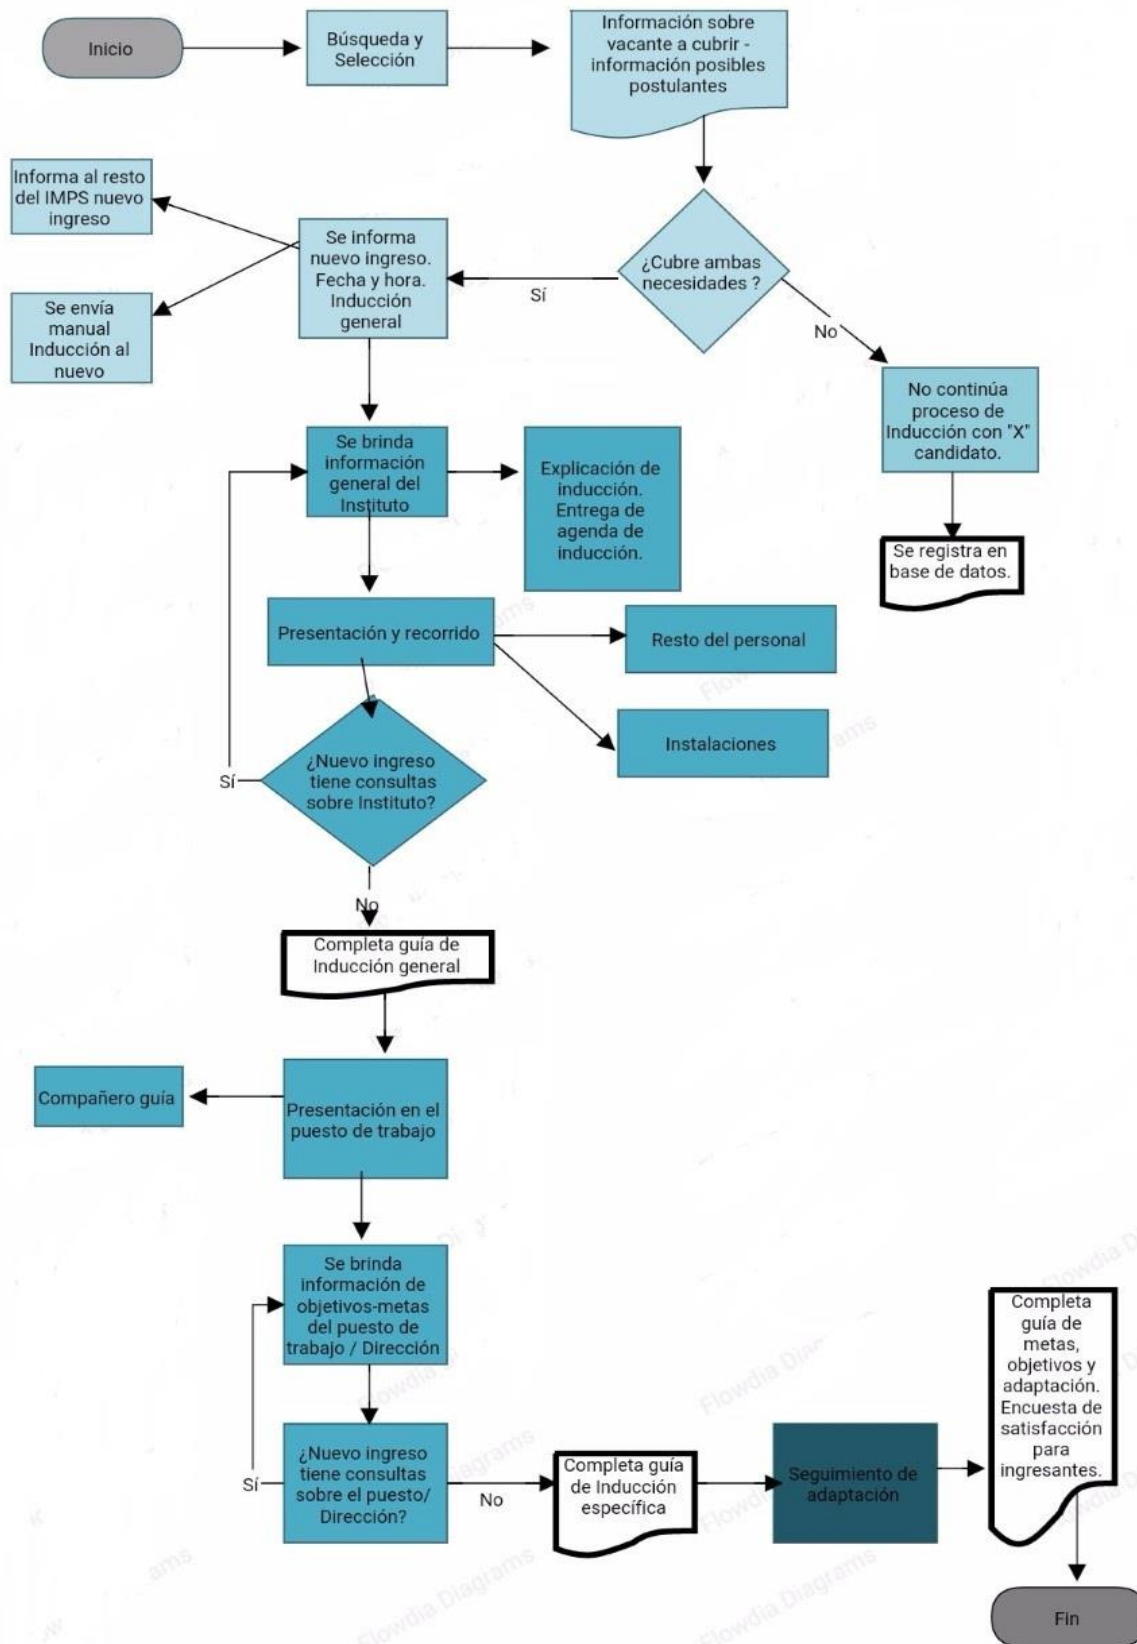 Inicio
Búsqueda y
Selección
Información sobre
vacante a cubrir -
información posibles
postulantes
¿Cubre ambas
necesidades ?
Sí
No
Se informa
nuevo ingreso.
Fecha y hora.
Inducción
general
Informa al resto
del IMPS nuevo
ingreso
Se envía
manual
Inducción al
nuevo
No continúa
proceso de
Inducción con "X"
candidato.
Se registra en
base de datos.
Se brinda
información
general del
Instituto
Explicación de
inducción.
Entrega de
agenda de
inducción.
Presentación y recorrido
Resto del personal
Instalaciones
¿Nuevo ingreso
tiene consultas
sobre Instituto?
Sí
No
Completa guía de
Inducción general
Presentación en el
puesto de trabajo
Compañero guía
Se brinda
información de
objetivos-metas
del puesto de
trabajo / Dirección
¿Nuevo ingreso
tiene consultas
sobre el puesto/
Dirección?
Sí
No
Completa guía
de Inducción
específica
Seguimiento de
adaptación
Completa
guía de
metas,
objetivos y
adaptación.
Encuesta de
satisfacción
para
ingresantes.
Fin
Flowdia Diagrams
Flowdia Diagrams
Flowdia Diagrams